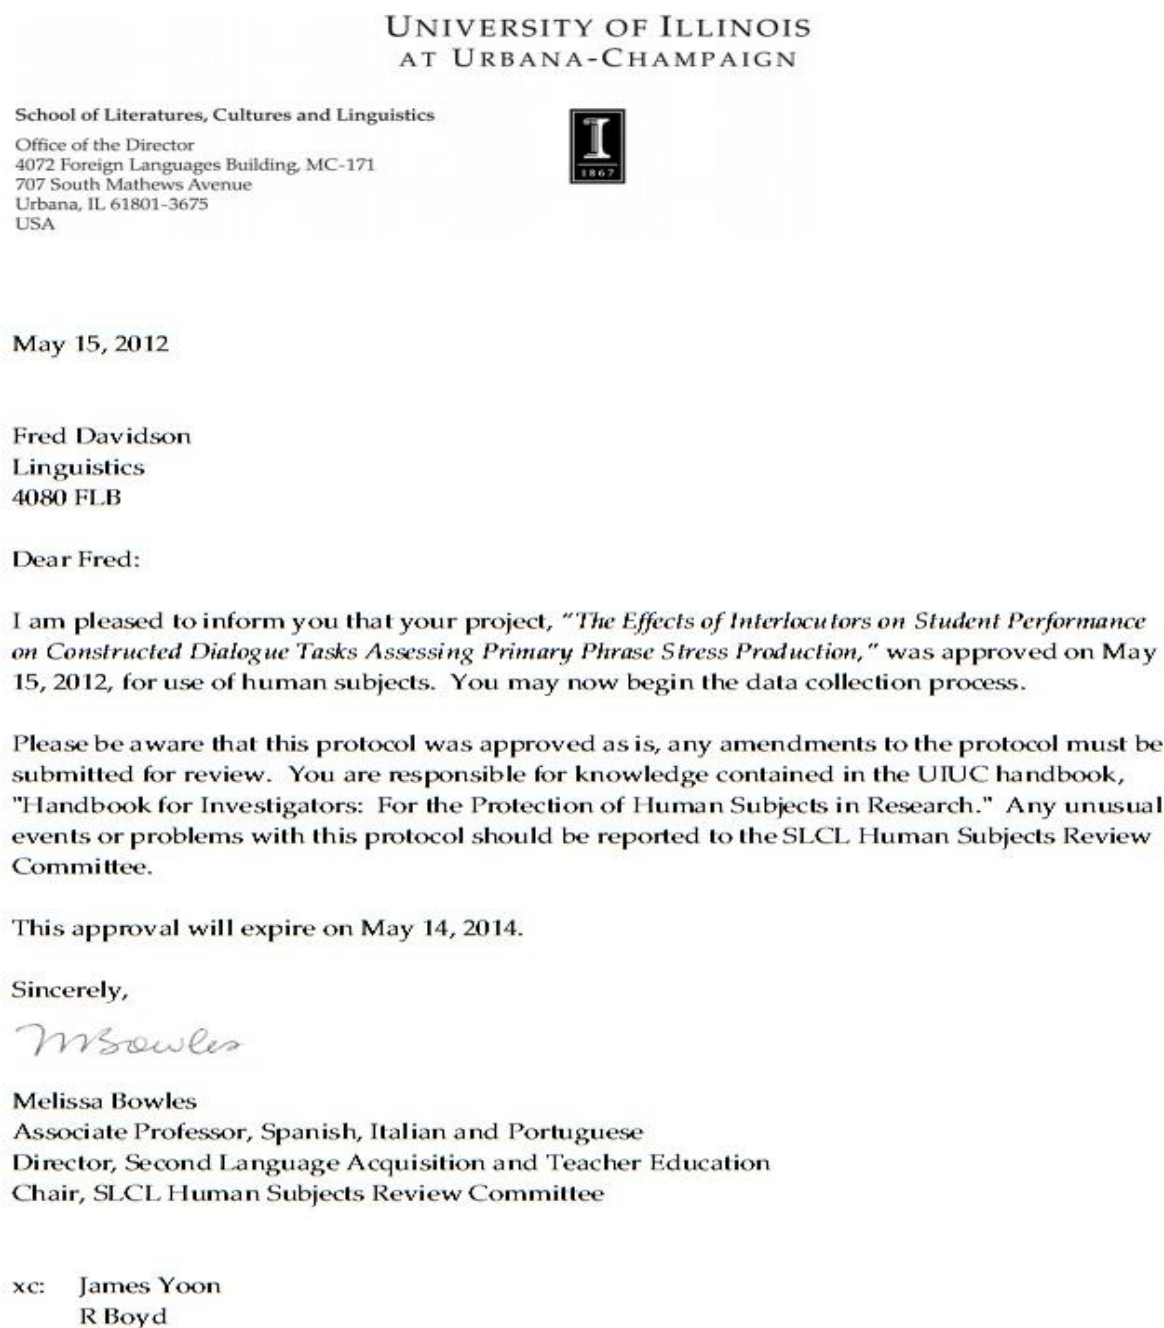 UNIVERSITY OF ILLINOIS
AT URBANA-CHAMPAIGN
School of Literatures, Cultures and Linguistics
Office of the Director
4072 Foreign Languages Building, MC-171
707 South Mathews Avenue
Urbana, IL 61801-3675
USA
I
1867
May 15, 2012
Fred Davidson
Linguistics
4080 FLB
Dear Fred:
I am pleased to inform you that your project, “The Effects of Interlocutors on Student Performance
on Constructed Dialogue Tasks Assessing Primary Phrase Stress Production,” was approved on May
15, 2012, for use of human subjects. You may now begin the data collection process.
Please be aware that this protocol was approved as is, any amendments to the protocol must be
submitted for review. You are responsible for knowledge contained in the UIUC handbook,
"Handbook for Investigators: For the Protection of Human Subjects in Research." Any unusual
events or problems with this protocol should be reported to the SLCL Human Subjects Review
Committee.
This approval will expire on May 14, 2014.
Sincerely,
MBowles
Melissa Bowles
Associate Professor, Spanish, Italian and Portuguese
Director, Second Language Acquisition and Teacher Education
Chair, SLCL Human Subjects Review Committee
xc: James Yoon
R Boyd